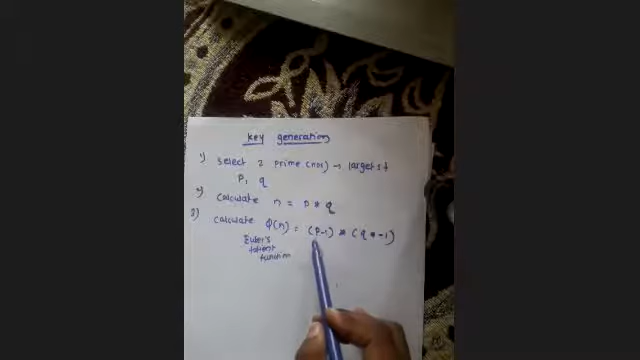 key generation
1) Select 2 prime (nos) → largest
P, q
2) calculate n = P * q
3) calculate Φ(n) = (P-1) * (q * -1)
Euler's
totient
function